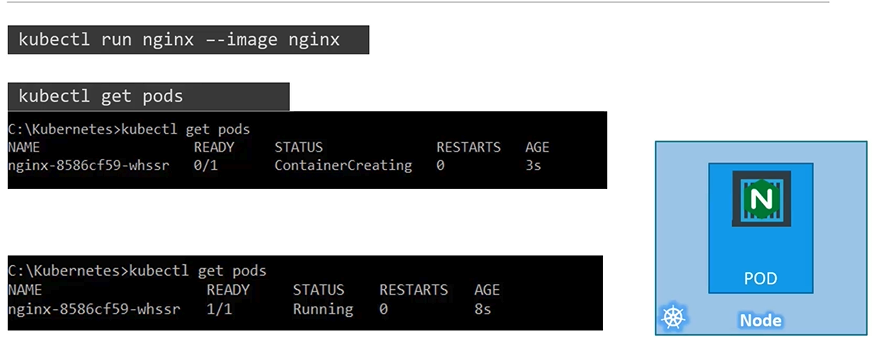 kubectl run nginx –-image nginx
kubectl get pods
C:\Kubernetes>kubectl get pods
NAME READY STATUS RESTARTS AGE
nginx-8586cf59-whssr 0/1 ContainerCreating 0 3s
C:\Kubernetes>kubectl get pods
NAME READY STATUS RESTARTS AGE
nginx-8586cf59-whssr 1/1 Running 0 8s
N
POD
Node